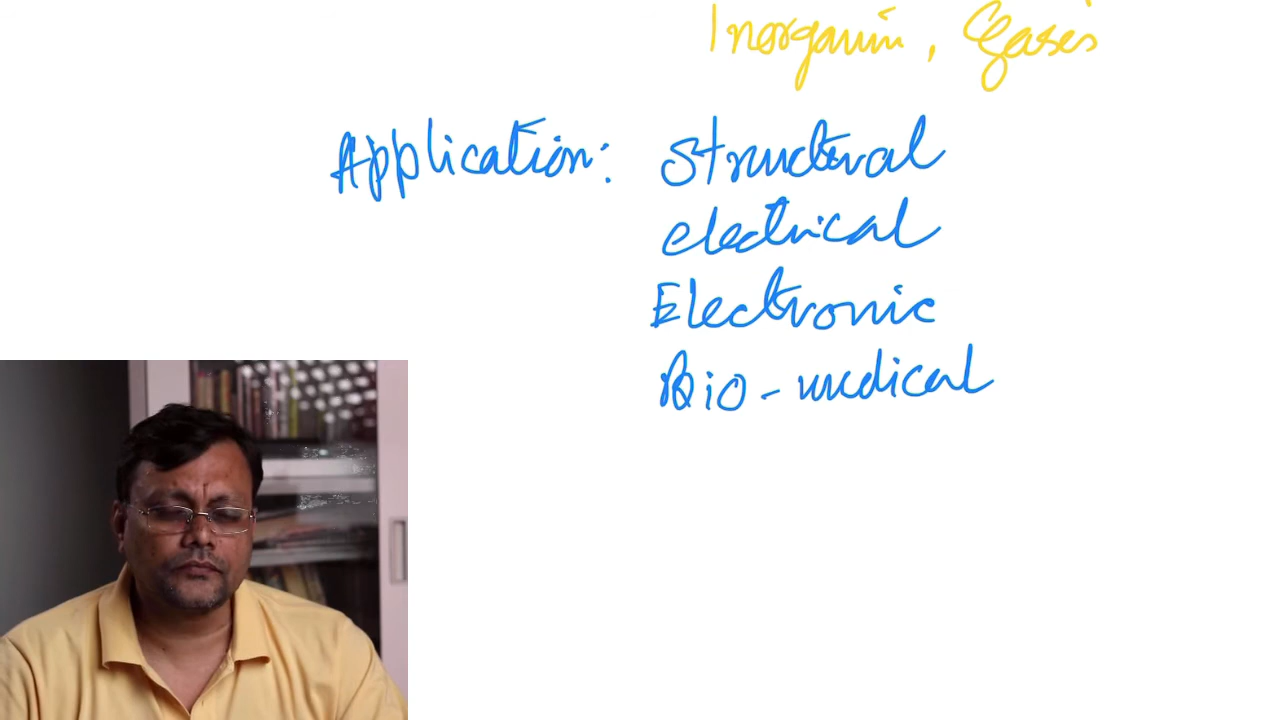 Inorganic, Gases
Application: Structural
electrical
Electronic
Bio-medical